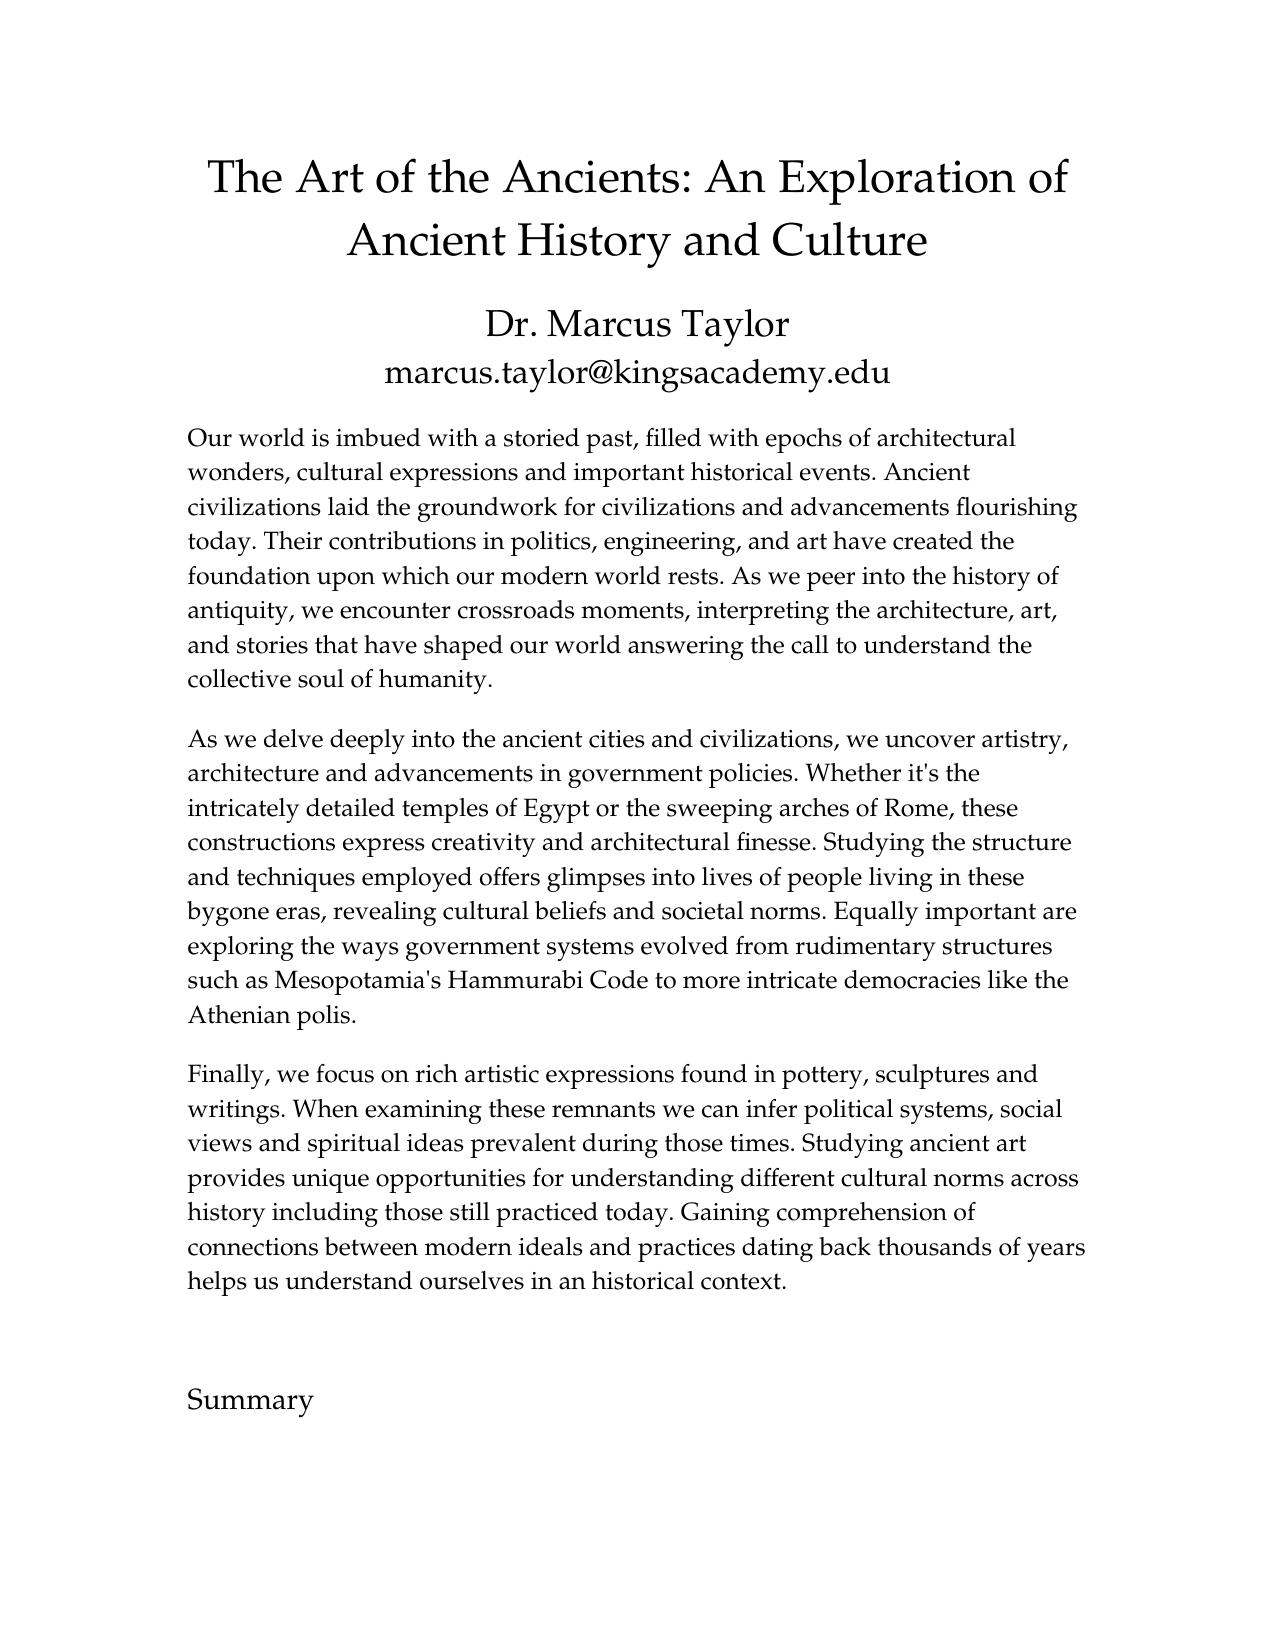 The Art of the Ancients: An Exploration of
Ancient History and Culture
Dr. Marcus Taylor
marcus.taylor@kingsacademy.edu
Our world is imbued with a storied past, filled with epochs of architectural
wonders, cultural expressions and important historical events. Ancient
civilizations laid the groundwork for civilizations and advancements flourishing
today. Their contributions in politics, engineering, and art have created the
foundation upon which our modern world rests. As we peer into the history of
antiquity, we encounter crossroads moments, interpreting the architecture, art,
and stories that have shaped our world answering the call to understand the
collective soul of humanity.
As we delve deeply into the ancient cities and civilizations, we uncover artistry,
architecture and advancements in government policies. Whether it's the
intricately detailed temples of Egypt or the sweeping arches of Rome, these
constructions express creativity and architectural finesse. Studying the structure
and techniques employed offers glimpses into lives of people living in these
bygone eras, revealing cultural beliefs and societal norms. Equally important are
exploring the ways government systems evolved from rudimentary structures
such as Mesopotamia's Hammurabi Code to more intricate democracies like the
Athenian polis.
Finally, we focus on rich artistic expressions found in pottery, sculptures and
writings. When examining these remnants we can infer political systems, social
views and spiritual ideas prevalent during those times. Studying ancient art
provides unique opportunities for understanding different cultural norms across
history including those still practiced today. Gaining comprehension of
connections between modern ideals and practices dating back thousands of years
helps us understand ourselves in an historical context.
Summary